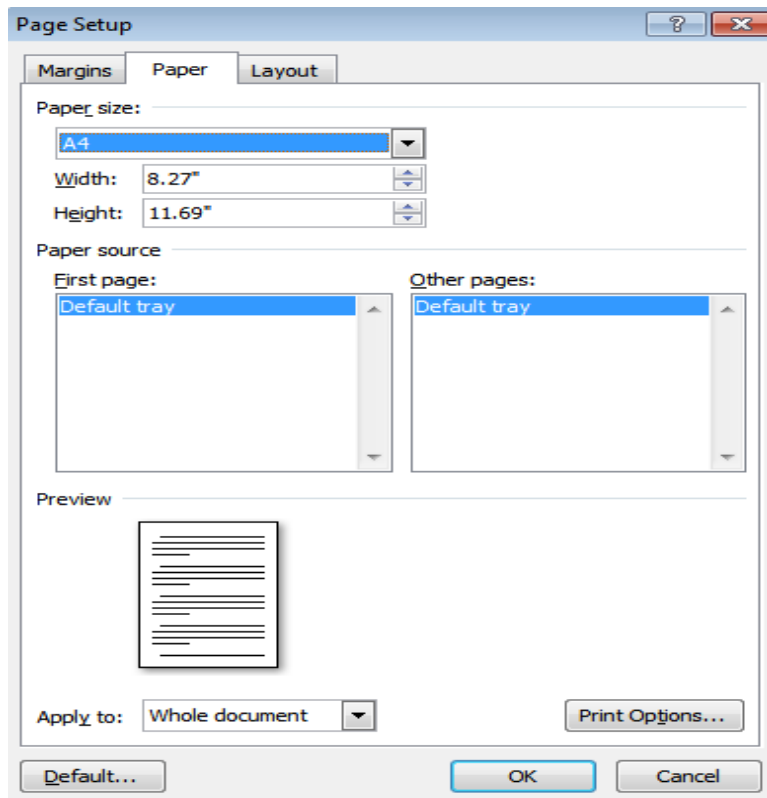 Page Setup
Margins Paper Layout
Paper size:
A4
Width: 8.27"
Height: 11.69"
Paper source
First page: Other pages:
Default tray Default tray
Preview
Apply to: Whole document Print Options...
Default... OK Cancel